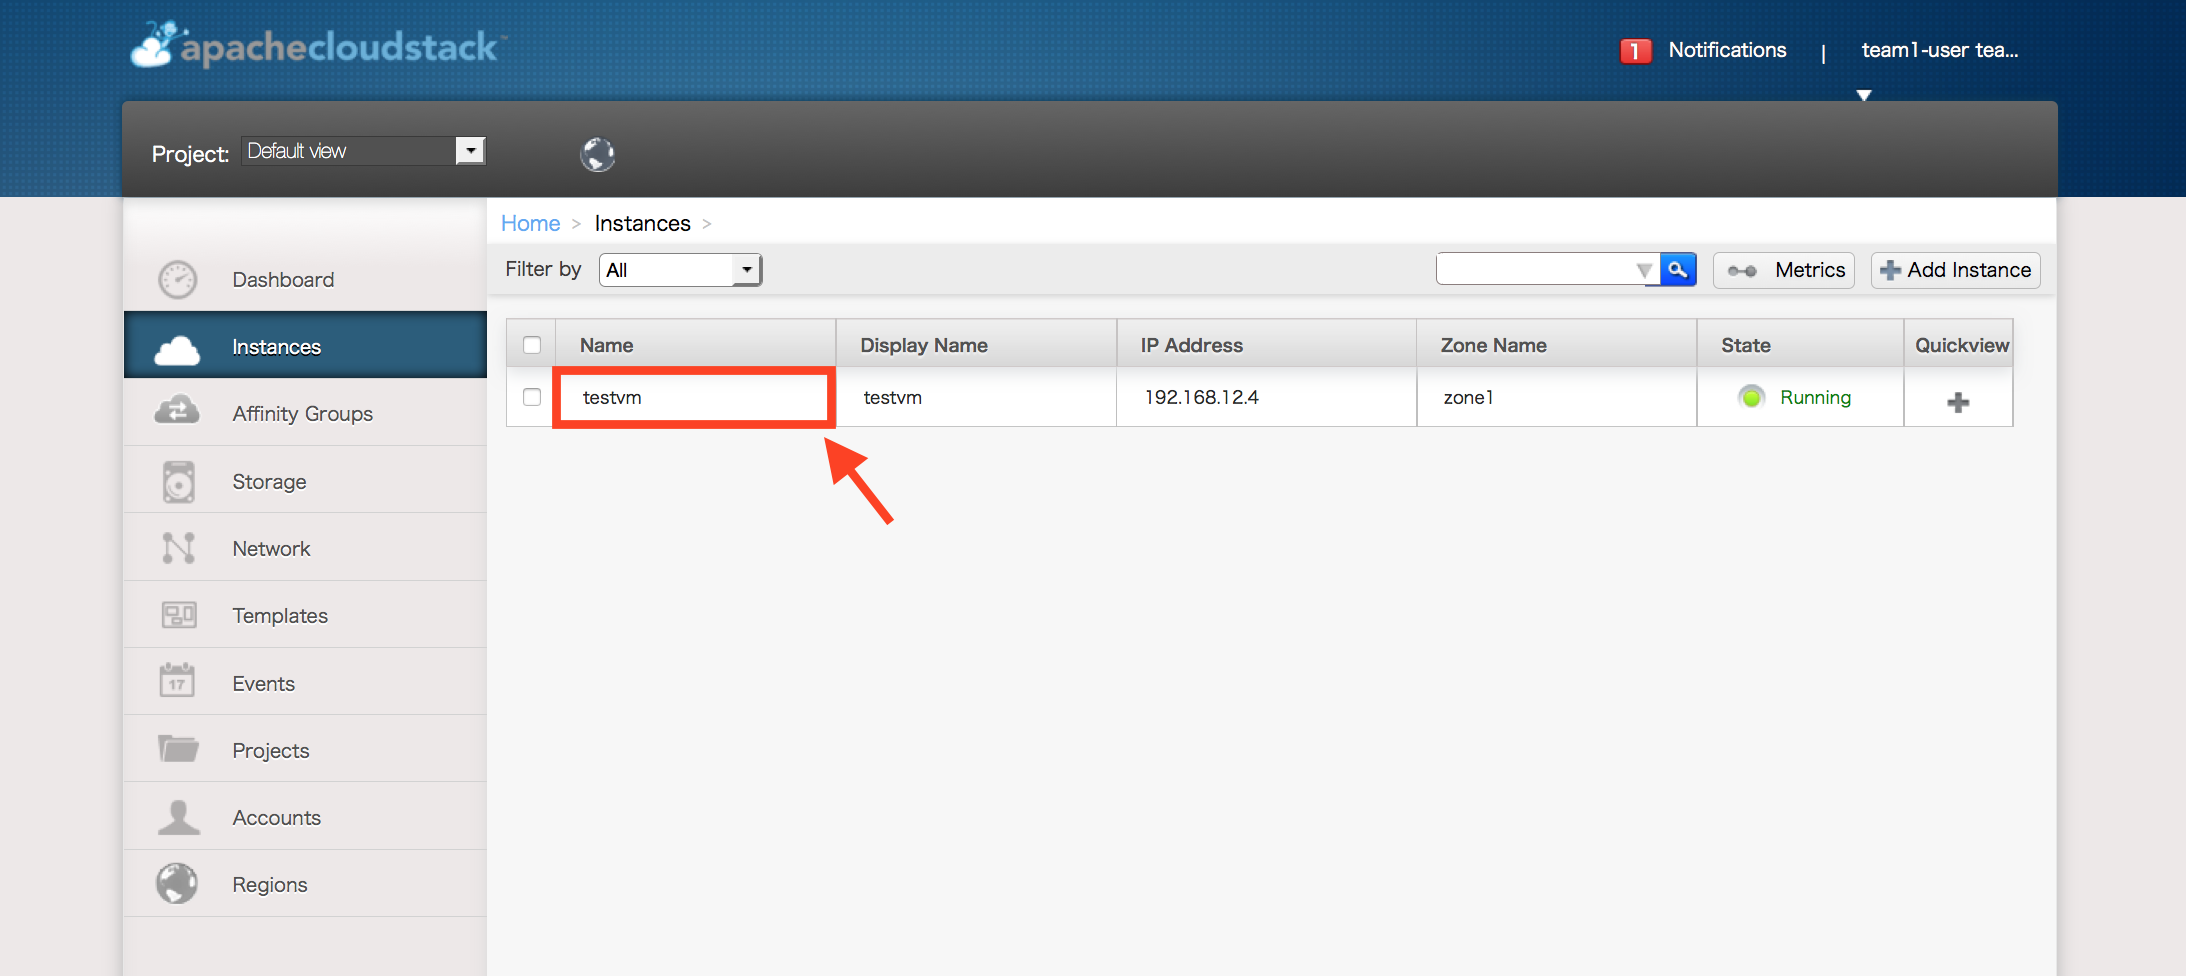 apachecloudstack™
1 Notifications | team1-user tea...
Project: Default view
Home > Instances >
Filter by All Metrics Add Instance
Dashboard
Instances
Affinity Groups
Storage
Network
Templates
17
Events
Projects
Accounts
Regions
Name Display Name IP Address Zone Name State Quickview
testvm testvm 192.168.12.4 zone1 Running